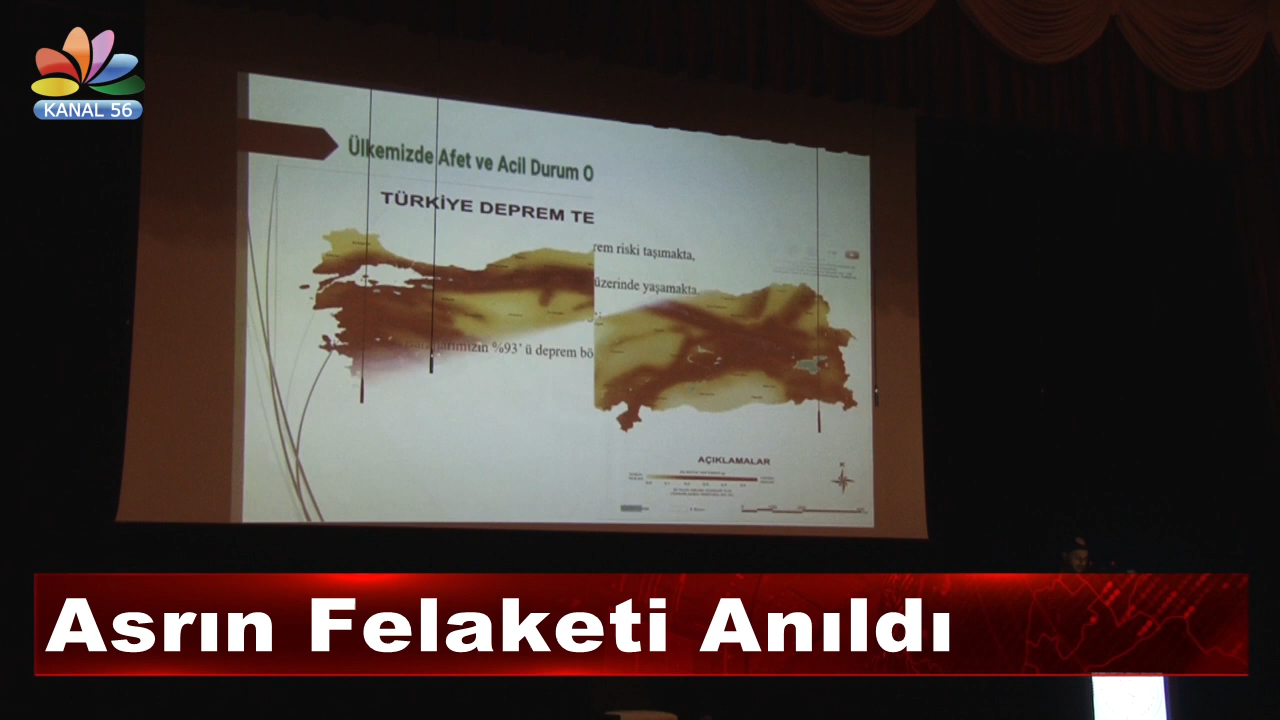 KANAL 56
Ülkemizde Afet ve Acil Durum O
TÜRKİYE DEPREM TE
rem riski taşımakta,
üzerinde yaşamakta.
%93' ü deprem bö
AÇIKLAMALAR
K
Asrın Felaketi Anıldı